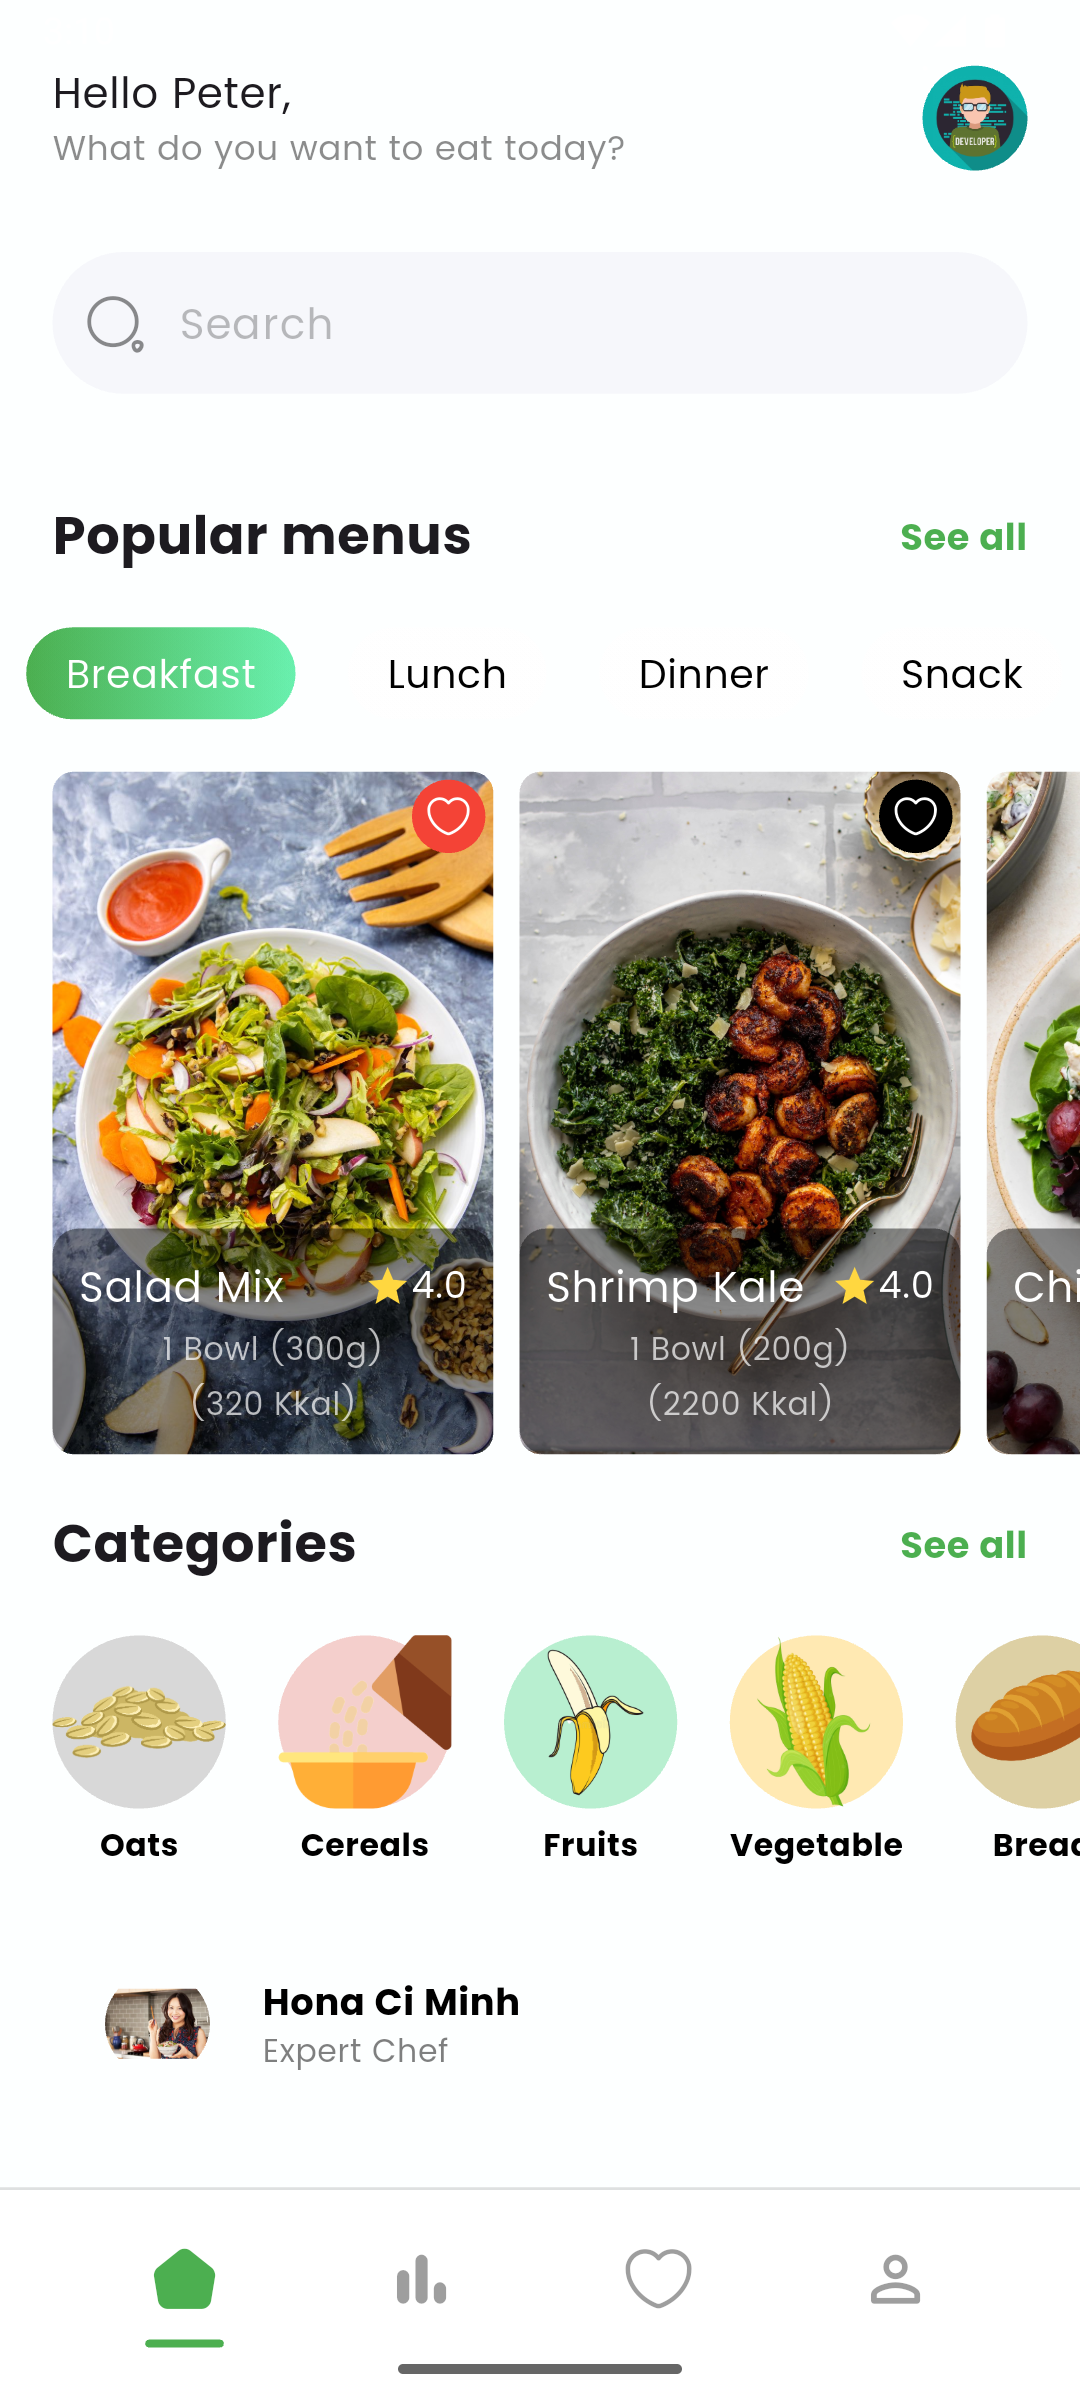 Hello Peter,
What do you want to eat today?
DEVELOPER
Search
Popular menus
See all
Breakfast
Lunch
Dinner
Snack
Salad Mix
4.0
1 Bowl (300g)
(320 Kkal)
Shrimp Kale
4.0
1 Bowl (200g)
(2200 Kkal)
Chi
Categories
See all
Oats
Cereals
Fruits
Vegetable
Bread
Hona Ci Minh
Expert Chef